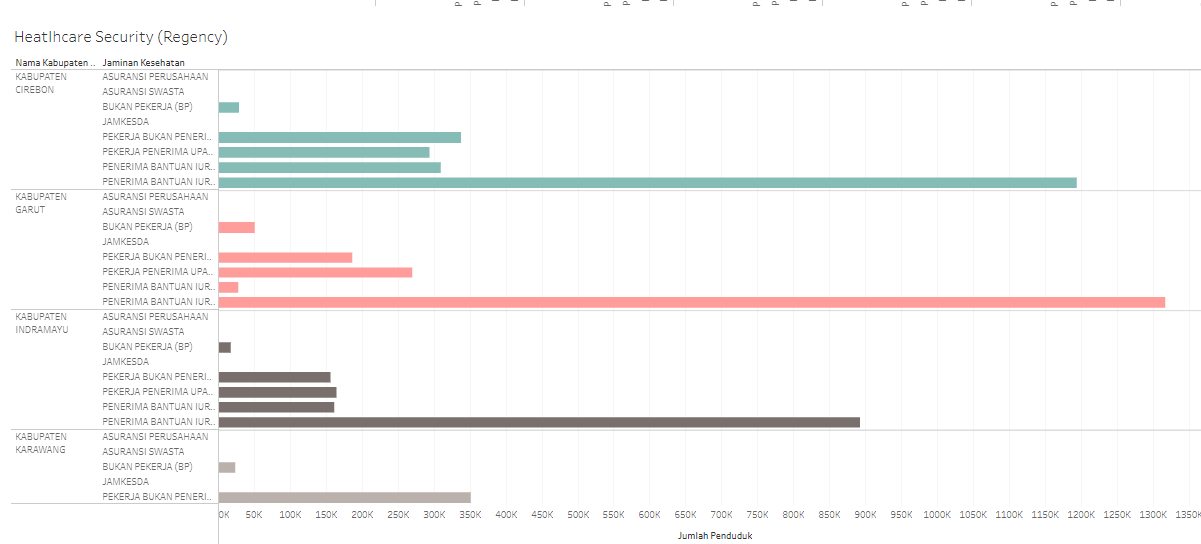 Heatlhcare Security (Regency)
Nama Kabupaten .. Jaminan Kesehatan
KABUPATEN CIREBON
ASURANSI PERUSAHAAN
ASURANSI SWASTA
BUKAN PEKERJA (BP)
JAMKESDA
PEKERJA BUKAN PENERI..
PEKERJA PENERIMA UPA..
PENERIMA BANTUAN IUR..
PENERIMA BANTUAN IUR..
KABUPATEN GARUT
ASURANSI PERUSAHAAN
ASURANSI SWASTA
BUKAN PEKERJA (BP)
JAMKESDA
PEKERJA BUKAN PENERI..
PEKERJA PENERIMA UPA..
PENERIMA BANTUAN IUR..
PENERIMA BANTUAN IUR..
KABUPATEN INDRAMAYU
ASURANSI PERUSAHAAN
ASURANSI SWASTA
BUKAN PEKERJA (BP)
JAMKESDA
PEKERJA BUKAN PENERI..
PEKERJA PENERIMA UPA..
PENERIMA BANTUAN IUR..
PENERIMA BANTUAN IUR..
KABUPATEN KARAWANG
ASURANSI PERUSAHAAN
ASURANSI SWASTA
BUKAN PEKERJA (BP)
JAMKESDA
PEKERJA BUKAN PENERI..
0K 50K 100K 150K 200K 250K 300K 350K 400K 450K 500K 550K 600K 650K 700K 750K 800K 850K 900K 950K 1000K 1050K 1100K 1150K 1200K 1250K 1300K 1350K
Jumlah Penduduk